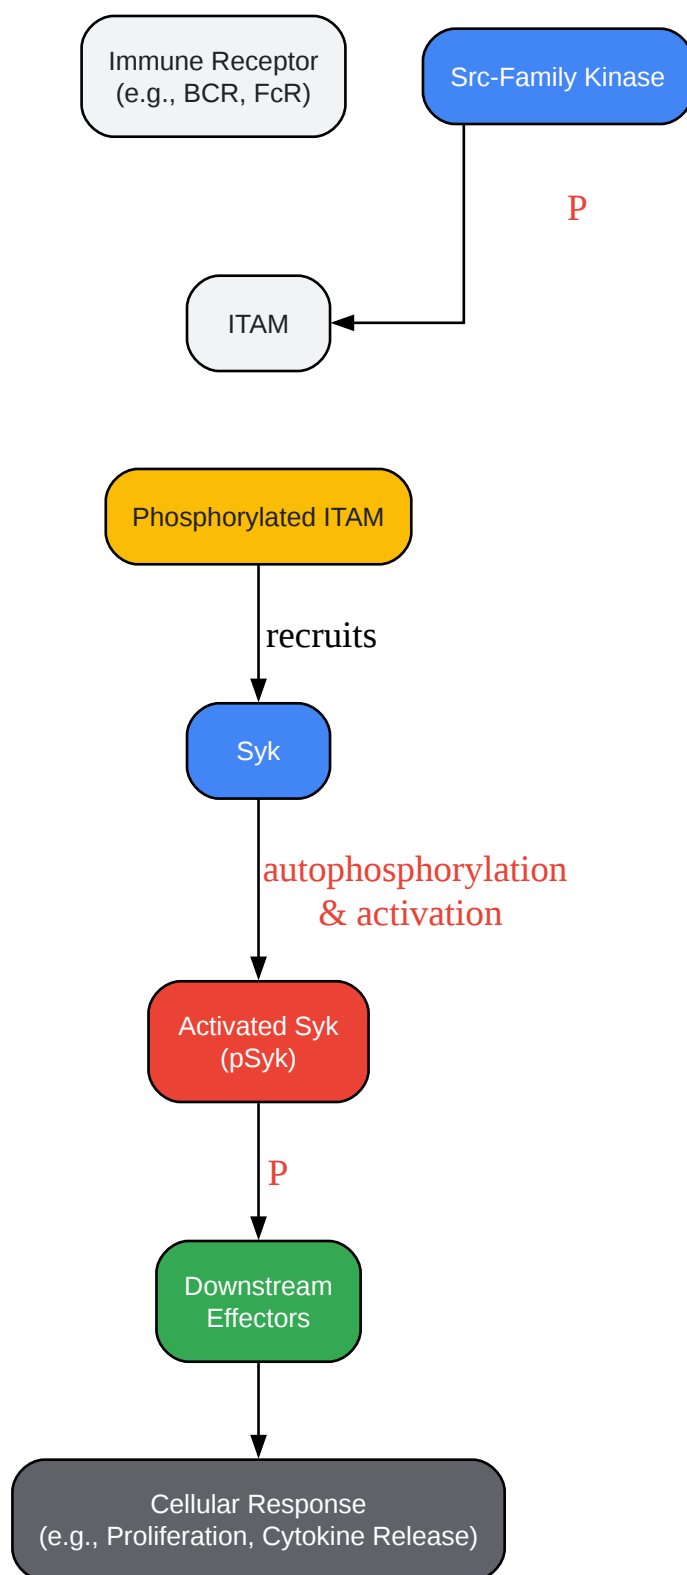 Immune Receptor
(e.g., BCR, FcR)
Src-Family Kinase
P
ITAM
Phosphorylated ITAM
recruits
Syk
autophosphorylation
& activation
Activated Syk
(pSyk)
P
Downstream
Effectors
Cellular Response
(e.g., Proliferation, Cytokine Release)